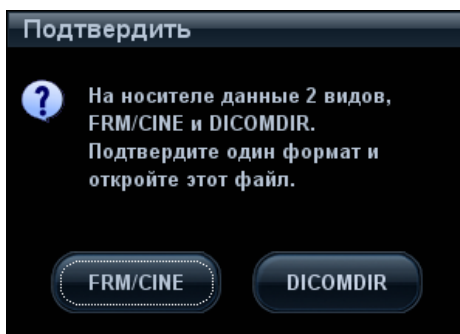 Подтвердить
На носителе данные 2 видов,
FRM/CINE и DICOMDIR.
Подтвердите один формат и
откройте этот файл.
FRM/CINE
DICOMDIR